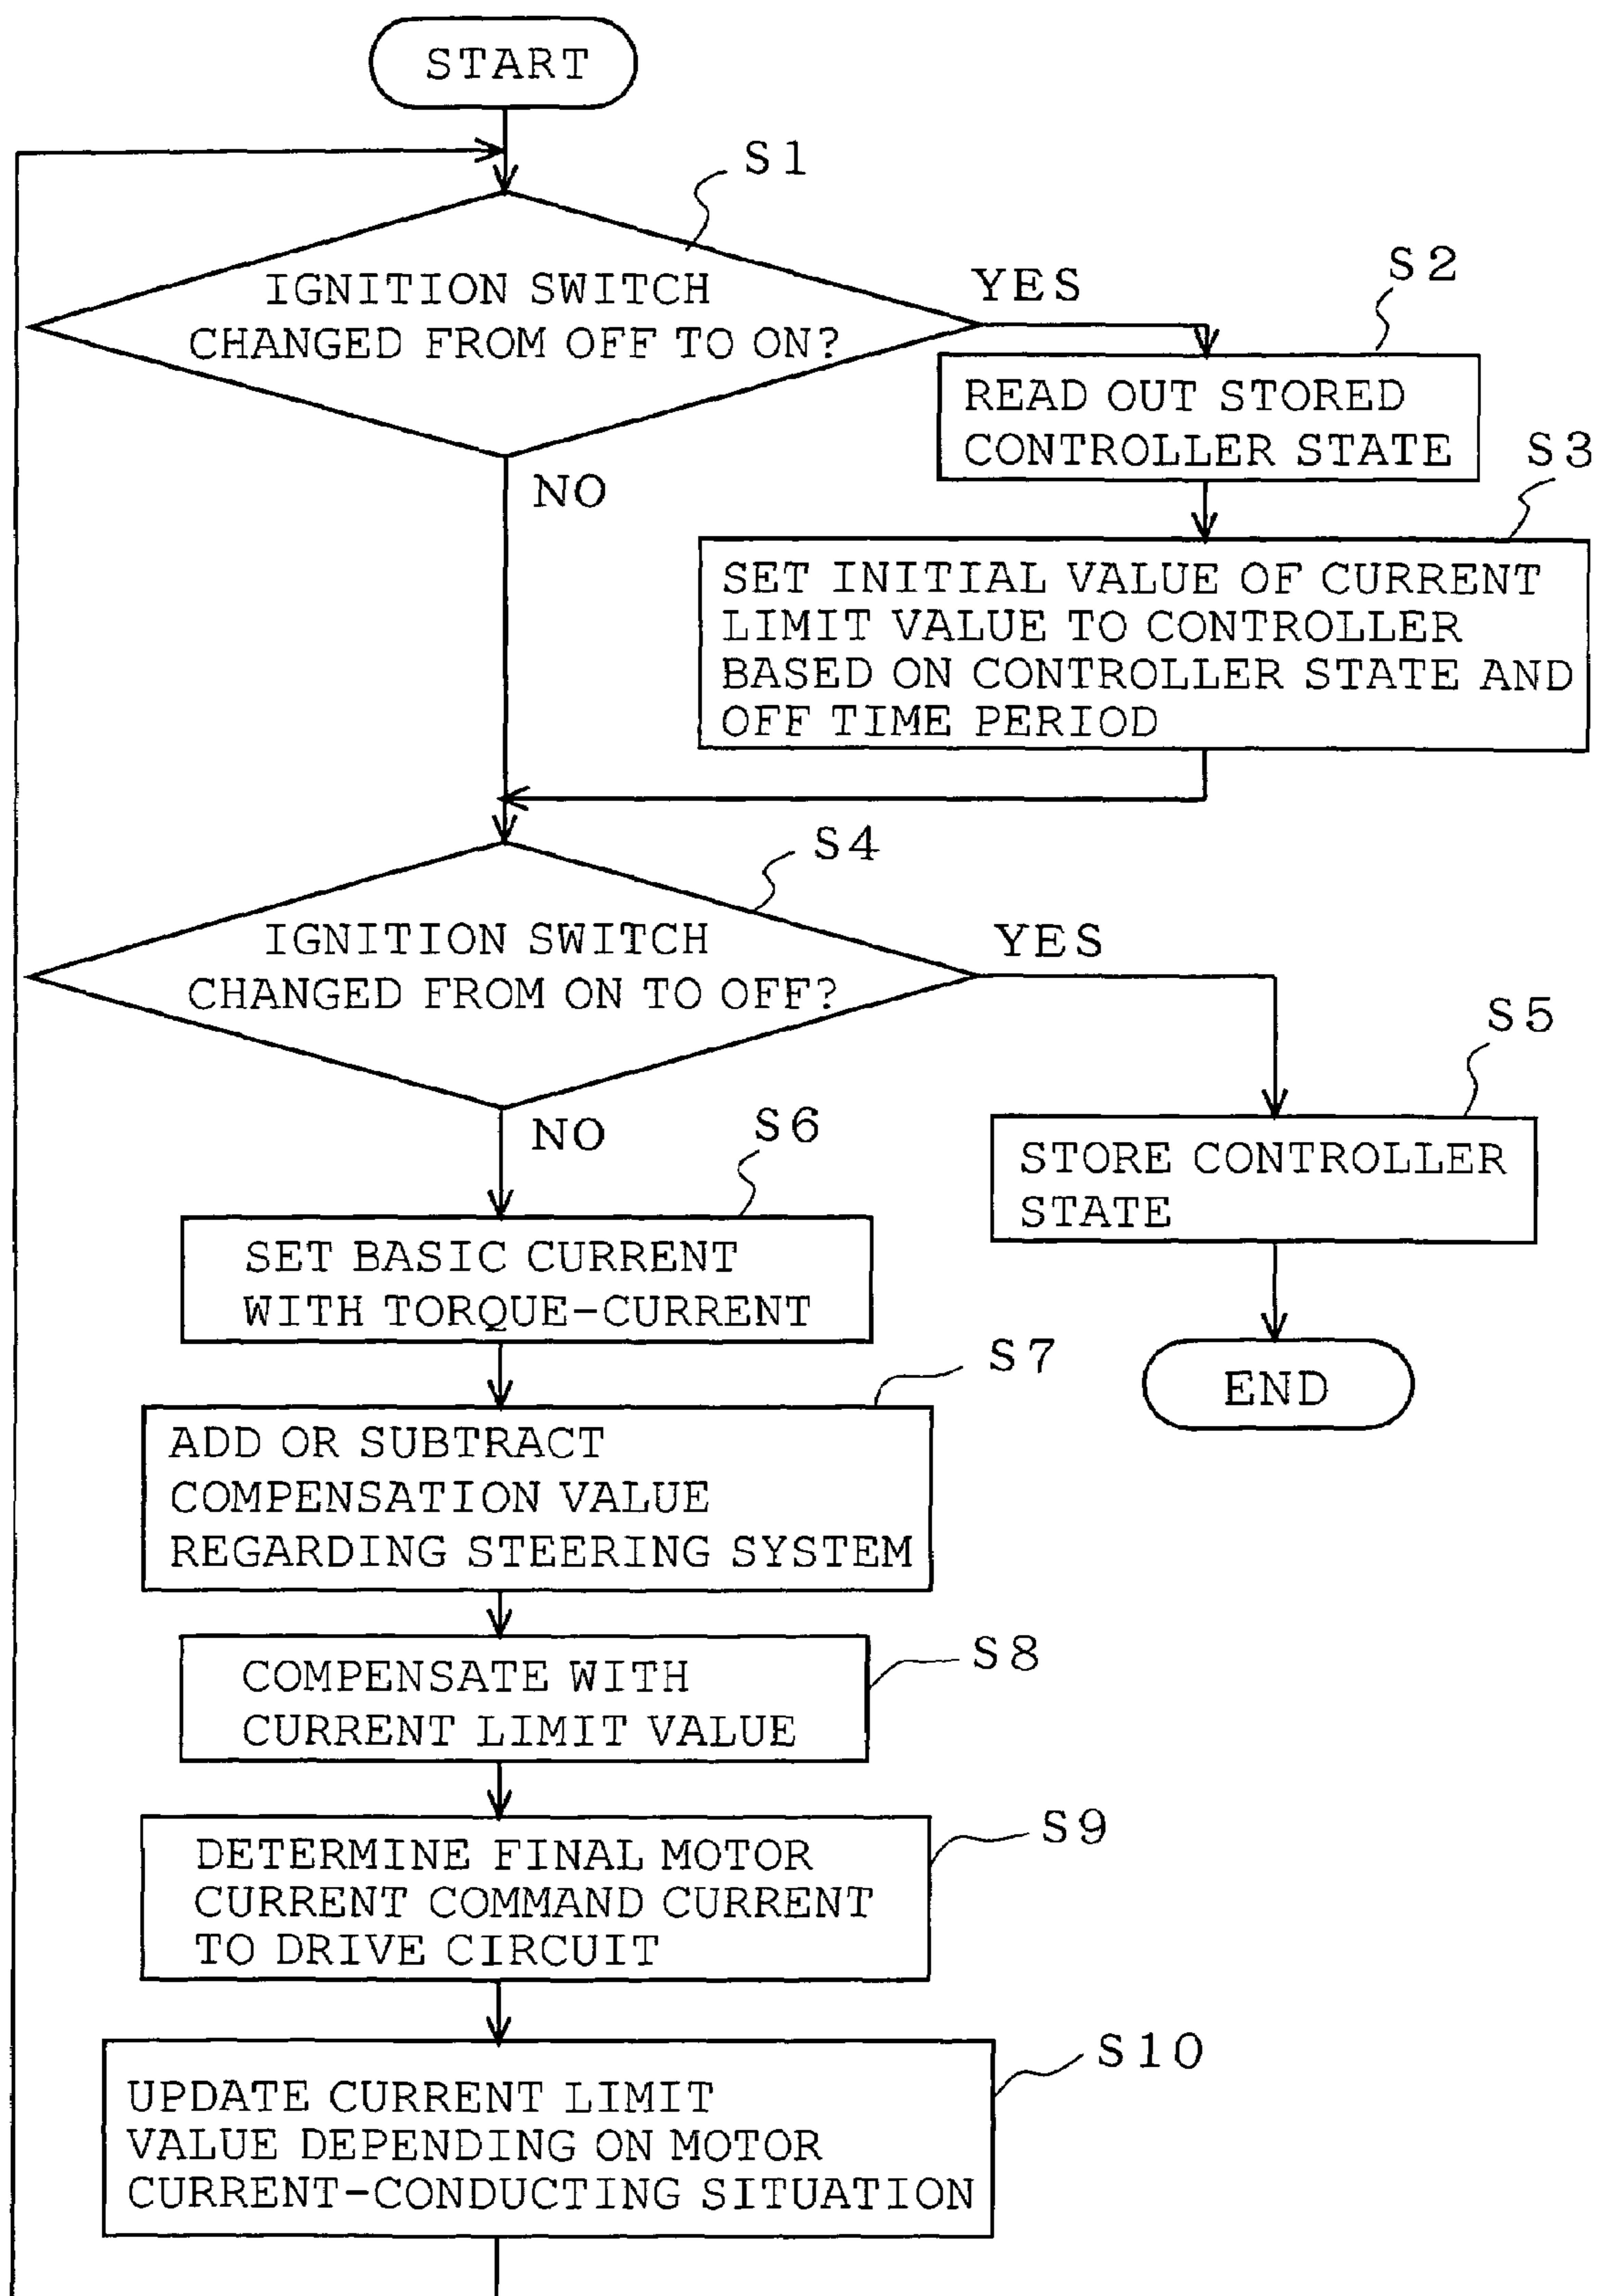 START
S1
IGNITION SWITCH
CHANGED FROM OFF TO ON?
YES
NO
S2
READ OUT STORED
CONTROLLER STATE
S3
SET INITIAL VALUE OF CURRENT
LIMIT VALUE TO CONTROLLER
BASED ON CONTROLLER STATE AND
OFF TIME PERIOD
S4
IGNITION SWITCH
CHANGED FROM ON TO OFF?
YES
NO
S5
STORE CONTROLLER
STATE
END
S6
SET BASIC CURRENT
WITH TORQUE-CURRENT
S7
ADD OR SUBTRACT
COMPENSATION VALUE
REGARDING STEERING SYSTEM
S8
COMPENSATE WITH
CURRENT LIMIT VALUE
S9
DETERMINE FINAL MOTOR
CURRENT COMMAND CURRENT
TO DRIVE CIRCUIT
S10
UPDATE CURRENT LIMIT
VALUE DEPENDING ON MOTOR
CURRENT-CONDUCTING SITUATION